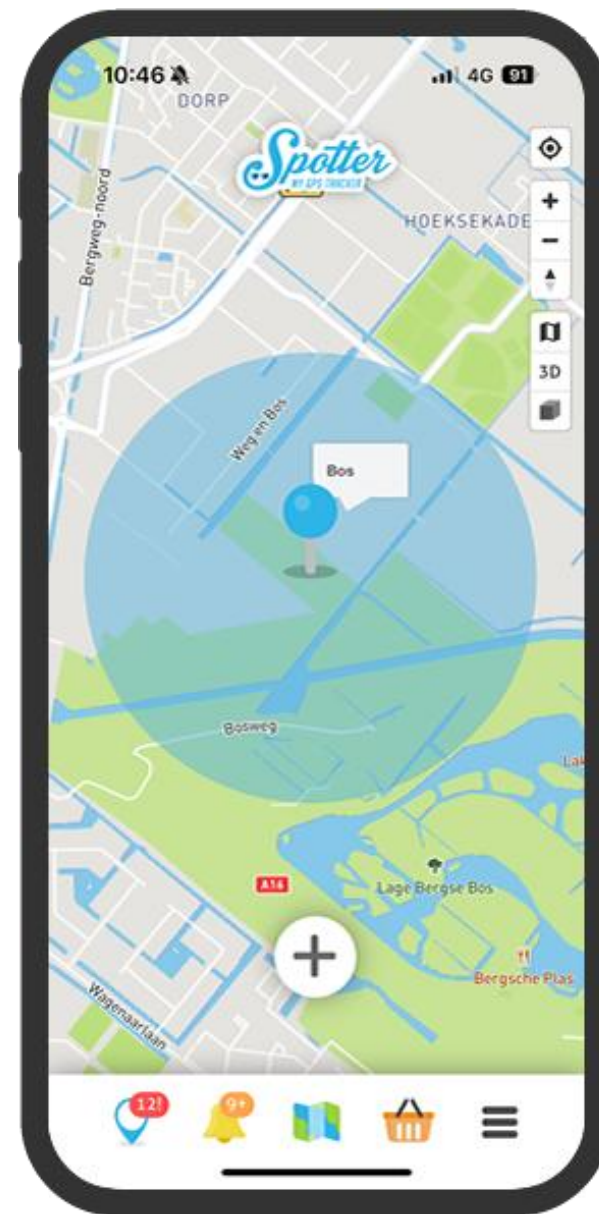 10:46
4G 91
DORP
Spotter
MY GPS TRACKER
Bergweg-noord
HOEKSEKADE
3D
Weg en Bos
Bos
Bosweg
Lak
A16
Lage Bergse Bos
Bergsche Plas
Wagenaarlaan
12!
9+